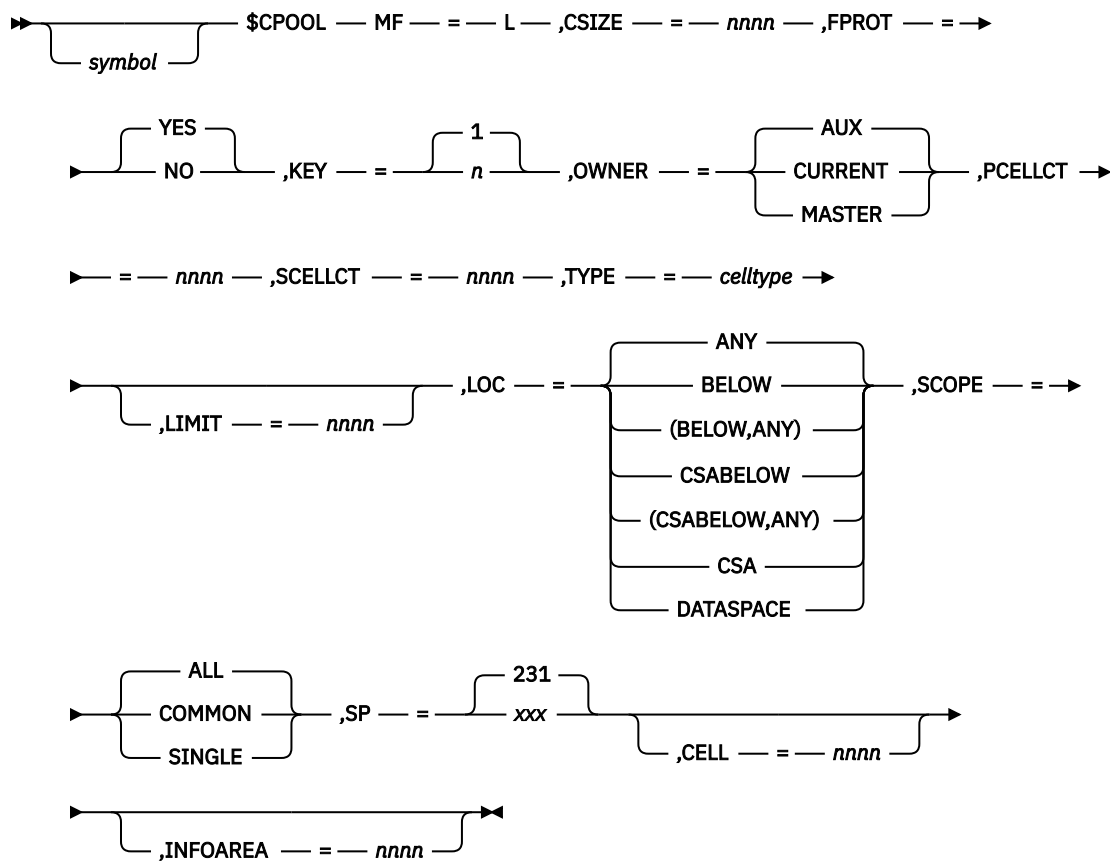 $CPOOL MF = L ,CSIZE = nnnn ,FPROT =
symbol
YES
NO ,KEY =
1
n ,OWNER =
AUX
CURRENT ,PCELLCT
MASTER
= nnnn ,SCELLCT = nnnn ,TYPE = celltype
ANY
,LOC = BELOW ,SCOPE =
,LIMIT = nnnn
(BELOW,ANY)
CSABELOW
(CSABELOW,ANY)
CSA
DATASPACE
ALL
COMMON ,SP =
SINGLE
231
xxx
,CELL = nnnn
,INFOAREA = nnnn